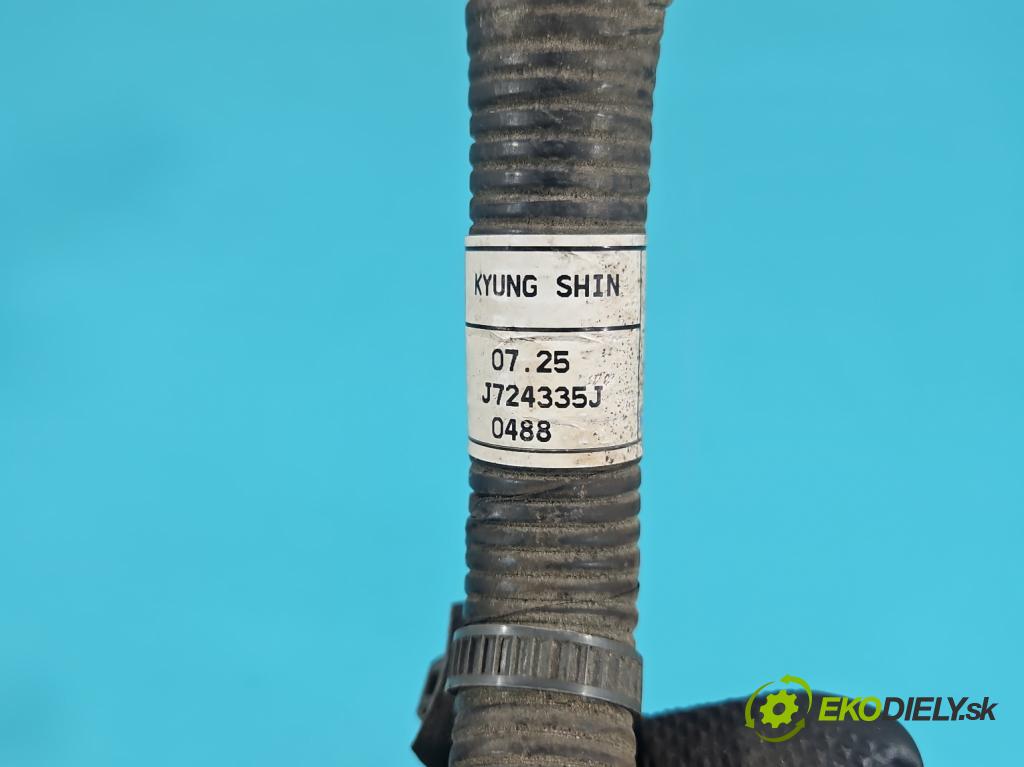 KYUNG SHIN
07.25
J724335J
0488
EKODIELY.sk